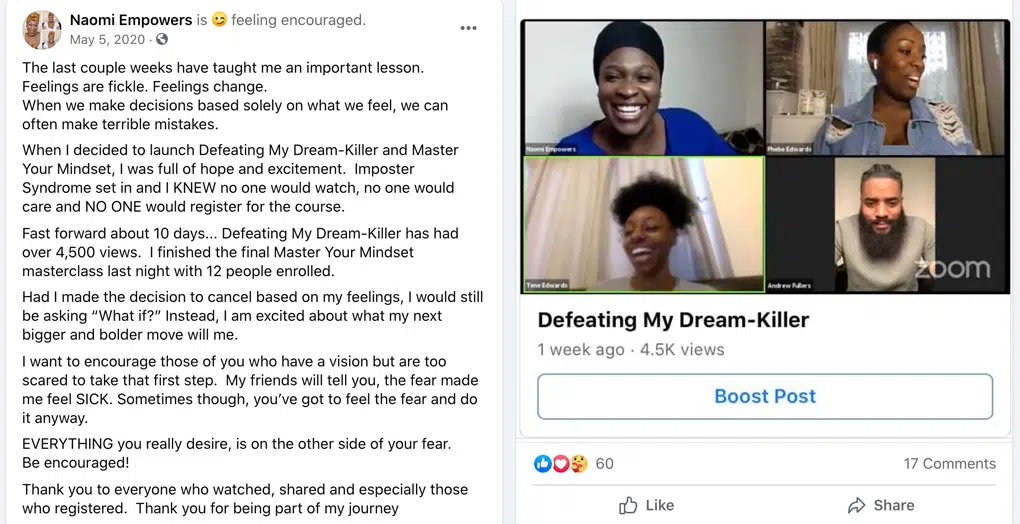 Naomi Empowers is feeling encouraged.
May 5, 2020 ·
The last couple weeks have taught me an important lesson.
Feelings are fickle. Feelings change.
When we make decisions based solely on what we feel, we can
often make terrible mistakes.
When I decided to launch Defeating My Dream-Killer and Master
Your Mindset, I was full of hope and excitement. Imposter
Syndrome set in and I KNEW no one would watch, no one would
care and NO ONE would register for the course.
Fast forward about 10 days... Defeating My Dream-Killer has had
over 4,500 views. I finished the final Master Your Mindset
masterclass last night with 12 people enrolled.
Had I made the decision to cancel based on my feelings, I would still
be asking “What if?” Instead, I am excited about what my next
bigger and bolder move will me.
I want to encourage those of you who have a vision but are too
scared to take that first step. My friends will tell you, the fear made
me feel SICK. Sometimes though, you’ve got to feel the fear and do
it anyway.
EVERYTHING you really desire, is on the other side of your fear.
Be encouraged!
Thank you to everyone who watched, shared and especially those
who registered. Thank you for being part of my journey
Naomi Empowers
Phebe Edwards
Tene Edwards
Andrew Fullers
zoom
Defeating My Dream-Killer
1 week ago · 4.5K views
Boost Post
60
17 Comments
Like
Share